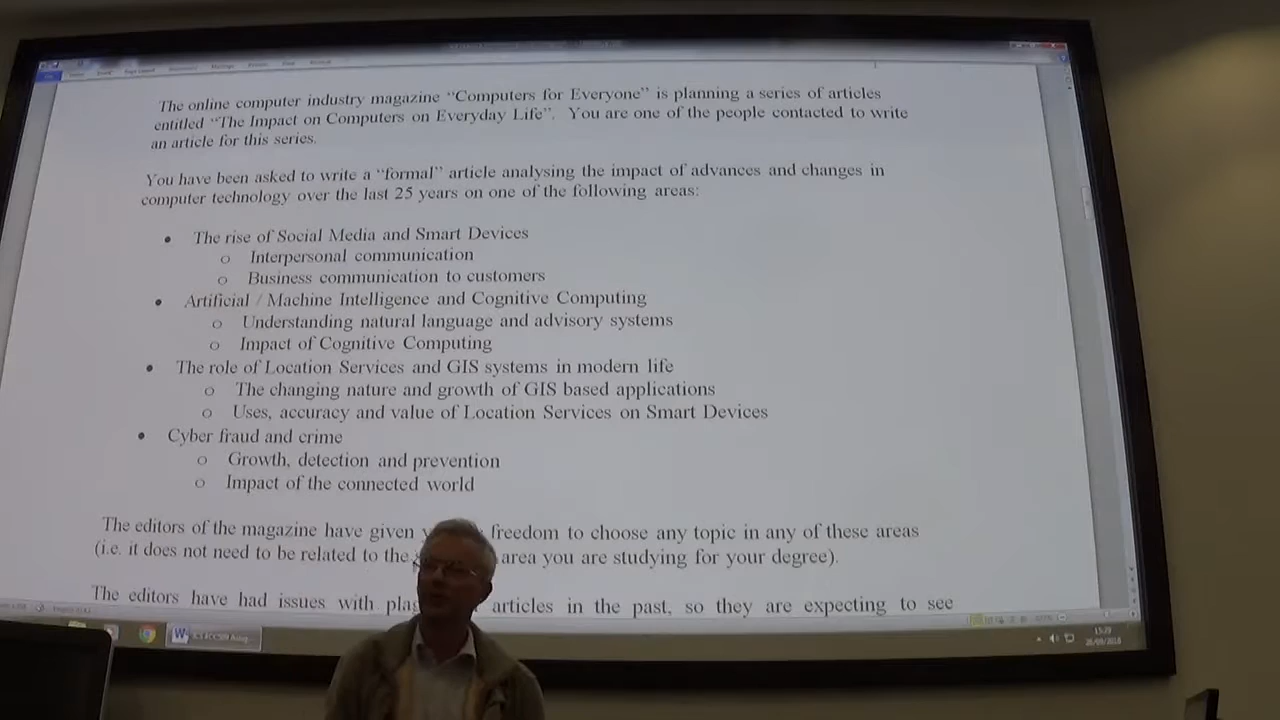 The online computer industry magazine “Computers for Everyone” is planning a series of articles
entitled “The Impact on Computers on Everyday Life”. You are one of the people contacted to write
an article for this series.
You have been asked to write a “formal” article analysing the impact of advances and changes in
computer technology over the last 25 years on one of the following areas:
• The rise of Social Media and Smart Devices
o Interpersonal communication
o Business communication to customers
• Artificial / Machine Intelligence and Cognitive Computing
o Understanding natural language and advisory systems
o Impact of Cognitive Computing
• The role of Location Services and GIS systems in modern life
o The changing nature and growth of GIS based applications
o Uses, accuracy and value of Location Services on Smart Devices
• Cyber fraud and crime
o Growth, detection and prevention
o Impact of the connected world
The editors of the magazine have given freedom to choose any topic in any of these areas
(i.e. it does not need to be related to the area you are studying for your degree).
The editors have had issues with articles in the past, so they are expecting to see
15:29